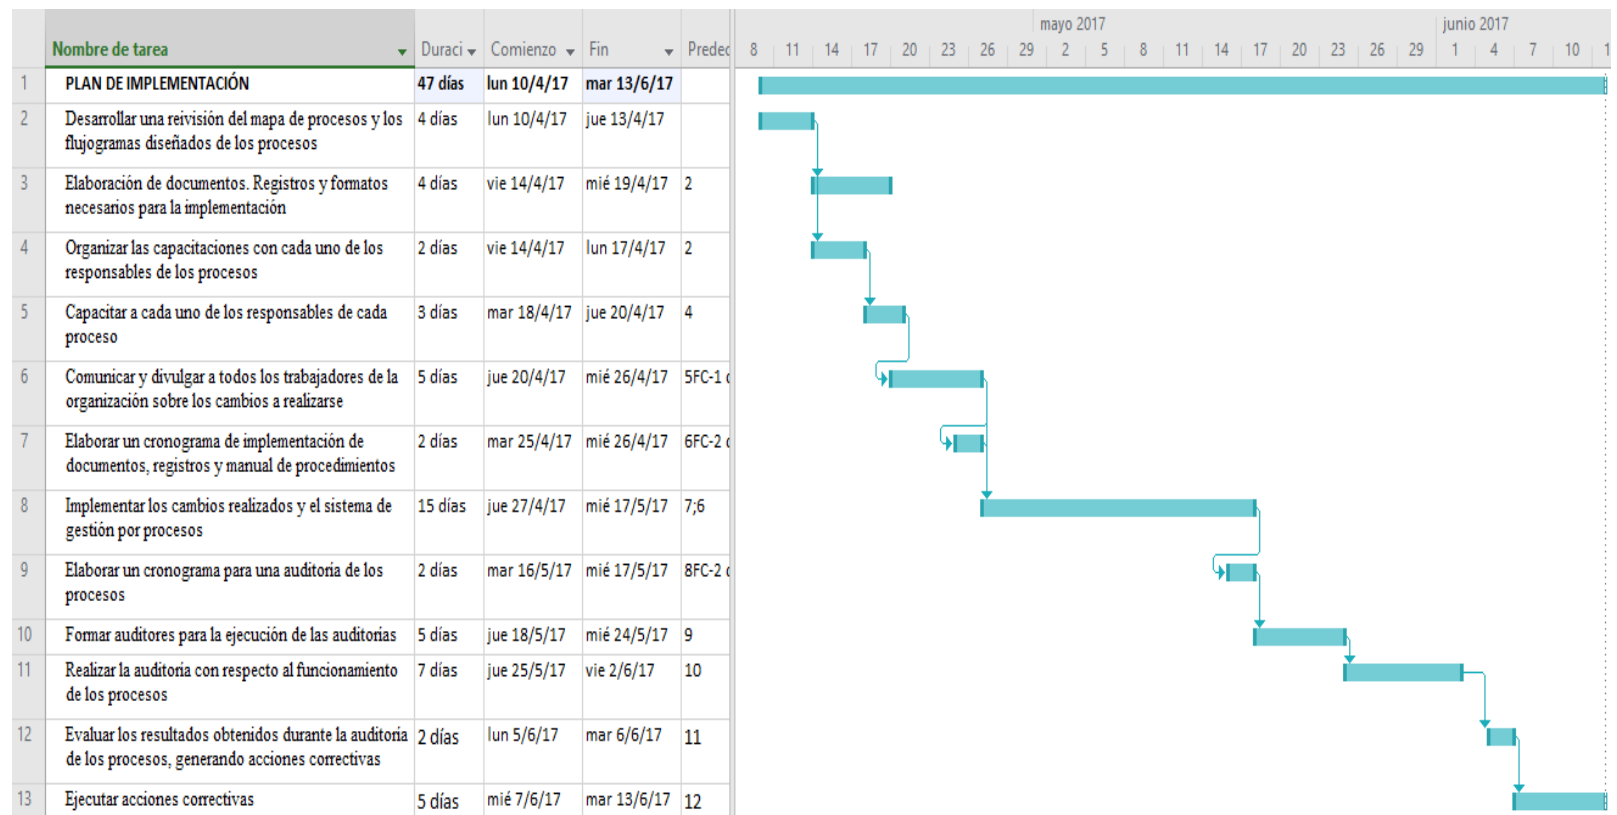 mayo 2017 junio 2017
Nombre de tarea Duraci Comienzo Fin Predec 8 11 14 17 20 23 26 29 2 5 8 11 14 17 20 23 26 29 1 4 7 10 1
1 PLAN DE IMPLEMENTACIÓN 47 días lun 10/4/17 mar 13/6/17
2 Desarrollar una reivisión del mapa de procesos y los 4 días lun 10/4/17 jue 13/4/17
flujogramas diseñados de los procesos
3 Elaboración de documentos. Registros y formatos 4 días vie 14/4/17 mié 19/4/17 2
necesarios para la implementación
4 Organizar las capacitaciones con cada uno de los 2 días vie 14/4/17 lun 17/4/17 2
responsables de los procesos
5 Capacitar a cada uno de los responsables de cada 3 días mar 18/4/17 jue 20/4/17 4
proceso
6 Comunicar y divulgar a todos los trabajadores de la 5 días jue 20/4/17 mié 26/4/17 5FC-1 d
organización sobre los cambios a realizarse
7 Elaborar un cronograma de implementación de 2 días mar 25/4/17 mié 26/4/17 6FC-2 d
documentos, registros y manual de procedimientos
8 Implementar los cambios realizados y el sistema de 15 días jue 27/4/17 mié 17/5/17 7;6
gestión por procesos
9 Elaborar un cronograma para una auditoria de los 2 días mar 16/5/17 mié 17/5/17 8FC-2 d
procesos
10 Formar auditores para la ejecución de las auditorias 5 días jue 18/5/17 mié 24/5/17 9
11 Realizar la auditoria con respecto al funcionamiento 7 días jue 25/5/17 vie 2/6/17 10
de los procesos
12 Evaluar los resultados obtenidos durante la auditoria 2 días lun 5/6/17 mar 6/6/17 11
de los procesos, generando acciones correctivas
13 Ejecutar acciones correctivas 5 días mié 7/6/17 mar 13/6/17 12